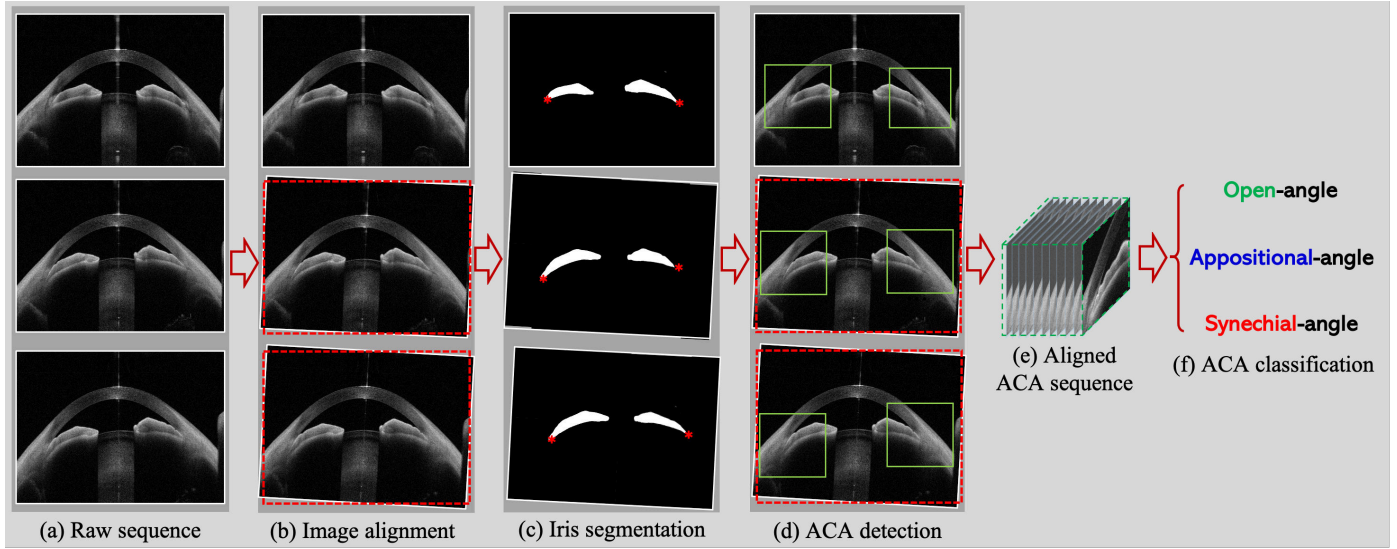 Open-angle
Appositional-angle
Synechial-angle
(e) Aligned
ACA sequence
(f) ACA classification
(a) Raw sequence
(b) Image alignment
(c) Iris segmentation
(d) ACA detection